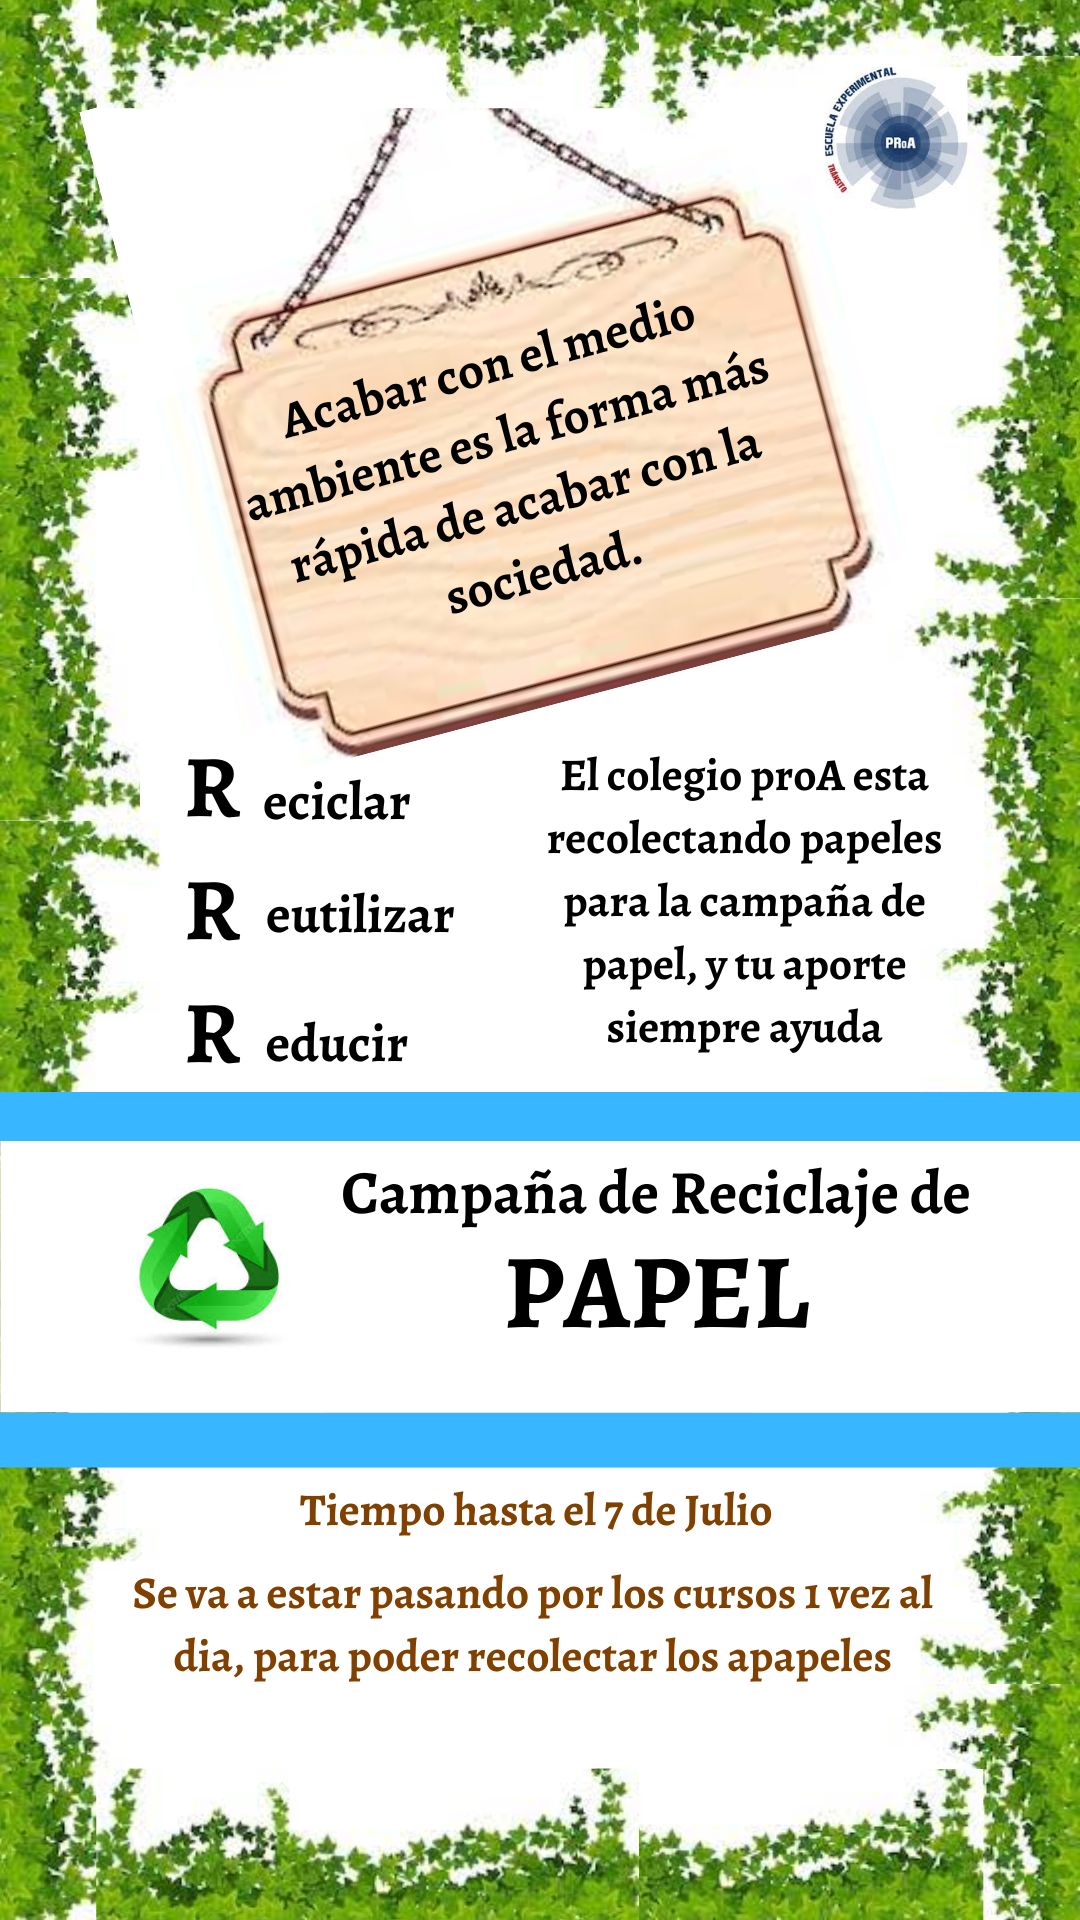 ESCUELA EXPERIMENTAL
PROA
TRÁNSITO
Acabar con el medio
ambiente es la forma más
rápida de acabar con la
sociedad.
R eciclar
R eutilizar
R educir
El colegio proA esta
recolectando papeles
para la campaña de
papel, y tu aporte
siempre ayuda
Campaña de Reciclaje de
PAPEL
Tiempo hasta el 7 de Julio
Se va a estar pasando por los cursos 1 vez al
dia, para poder recolectar los apapeles